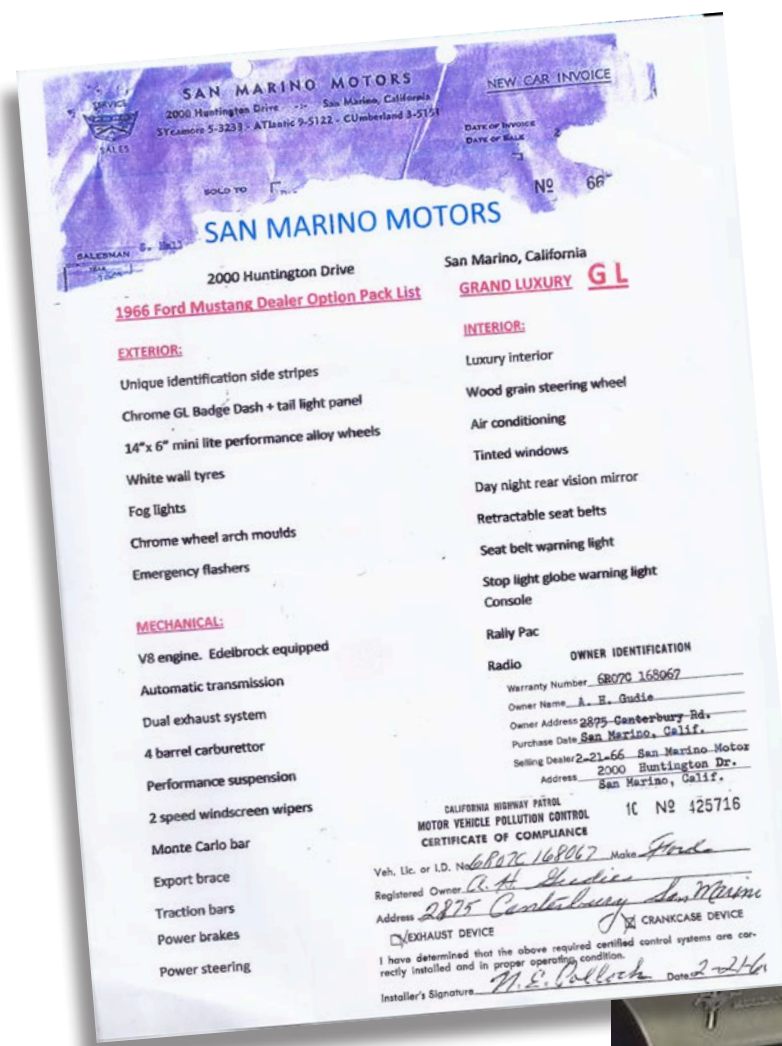 SERVICE
SALES
SAN MARINO MOTORS
2000 Huntington Drive -:- San Marino, California
SYcamore 5-3233 - ATlantic 9-5122 - CUmberland 3-5151
NEW CAR INVOICE
DATE OF INVOICE
DATE OF SALE 2
SOLD TO
Nº 66
SALESMAN
YEAR
SAN MARINO MOTORS
2000 Huntington Drive
San Marino, California
1966 Ford Mustang Dealer Option Pack List
GRAND LUXURY GL
EXTERIOR:
Unique identification side stripes
Chrome GL Badge Dash + tail light panel
14”x 6” mini lite performance alloy wheels
White wall tyres
Fog lights
Chrome wheel arch moulds
Emergency flashers
MECHANICAL:
V8 engine. Edelbrock equipped
Automatic transmission
Dual exhaust system
4 barrel carburettor
Performance suspension
2 speed windscreen wipers
Monte Carlo bar
Export brace
Traction bars
Power brakes
Power steering
INTERIOR:
Luxury interior
Wood grain steering wheel
Air conditioning
Tinted windows
Day night rear vision mirror
Retractable seat belts
Seat belt warning light
Stop light globe warning light
Console
Rally Pac
Radio
OWNER IDENTIFICATION
Warranty Number 6R07C 168067
Owner Name A. H. Gudie
Owner Address 2875 Canterbury Rd.
Purchase Date San Marino, Calif.
Selling Dealer 2-21-66 San Marino Motor
Address 2000 Huntington Dr.
San Marino, Calif.
CALIFORNIA HIGHWAY PATROL
MOTOR VEHICLE POLLUTION CONTROL
CERTIFICATE OF COMPLIANCE
1C Nº 425716
Veh. Lic. or I.D. No. 6R07C168067 Make Ford
Registered Owner A. H. Gudie
Address 2875 Canterbury San Marino
EXHAUST DEVICE
CRANKCASE DEVICE
I have determined that the above required certified control systems are cor-
rectly installed and in proper operating condition.
Installer's Signature N. E. Pollock Date 2-21-6